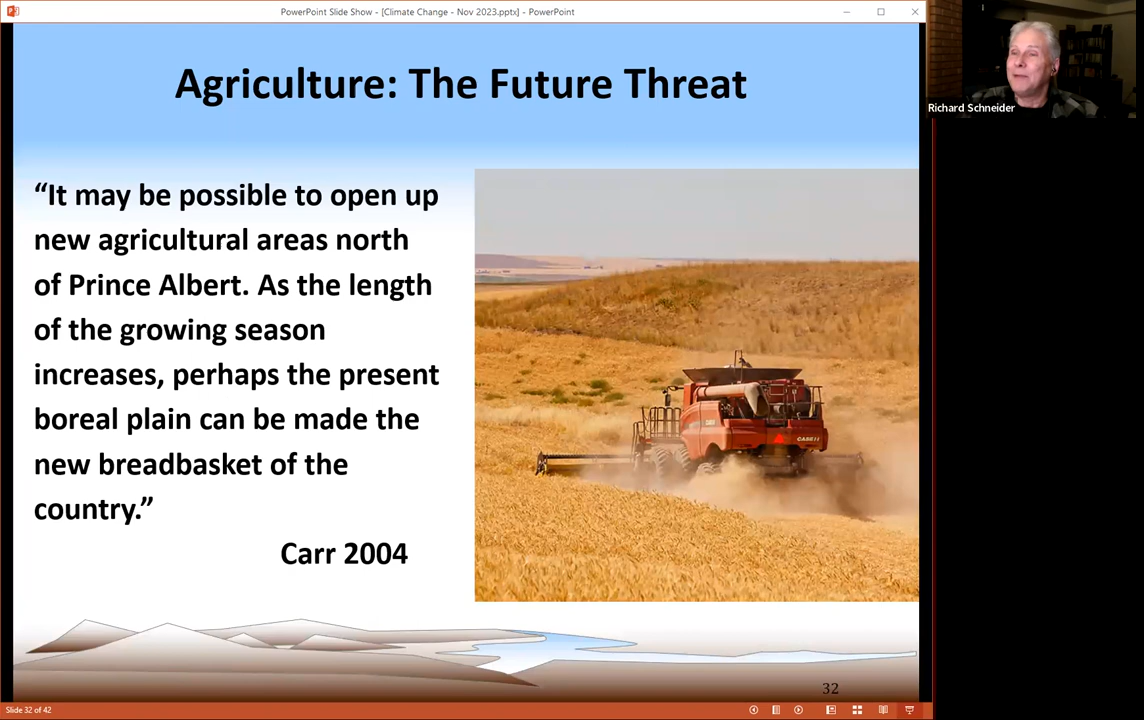 PowerPoint Slide Show - [Climate Change - Nov 2023.pptx] - PowerPoint
Agriculture: The Future Threat
Richard Schneider
“It may be possible to open up
new agricultural areas north
of Prince Albert. As the length
of the growing season
increases, perhaps the present
boreal plain can be made the
new breadbasket of the
country.”
Carr 2004
CASE IH
32
Slide 32 of 42